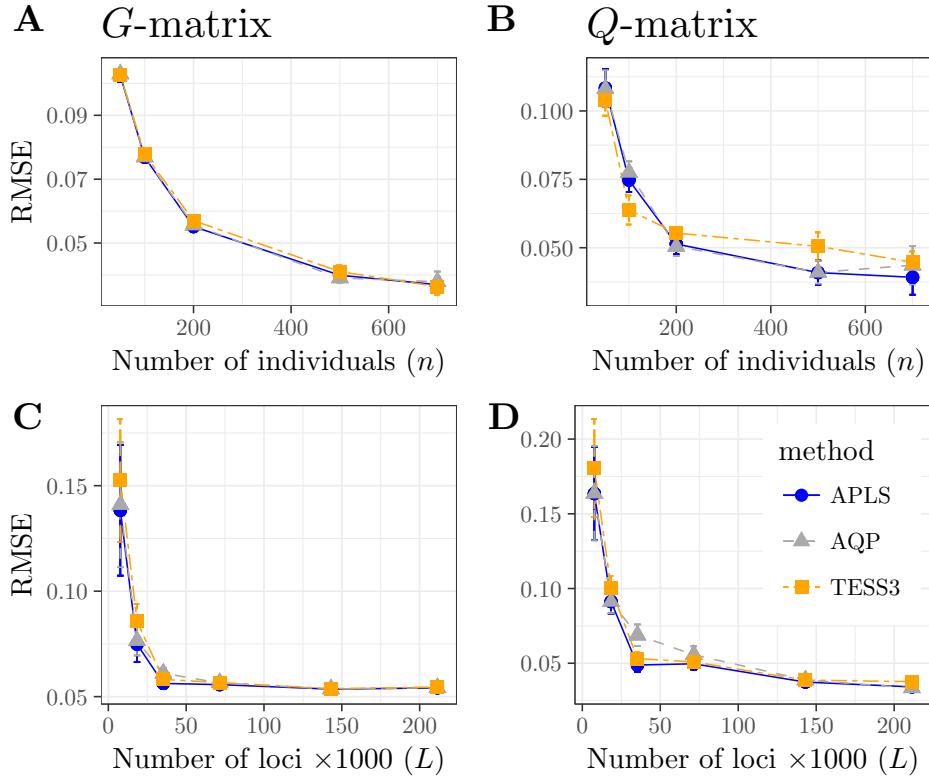 A G-matrix
B Q-matrix
RMSE
0.09
0.07
0.05
200 400 600
Number of individuals (n)
0.100
0.075
0.050
200 400 600
Number of individuals (n)
C
D
RMSE
0.15
0.10
0.05
0 50 100 150 200
Number of loci ×1000 (L)
0.20
0.15
0.10
0.05
0 50 100 150 200
Number of loci ×1000 (L)
method
APLS
AQP
TESS3